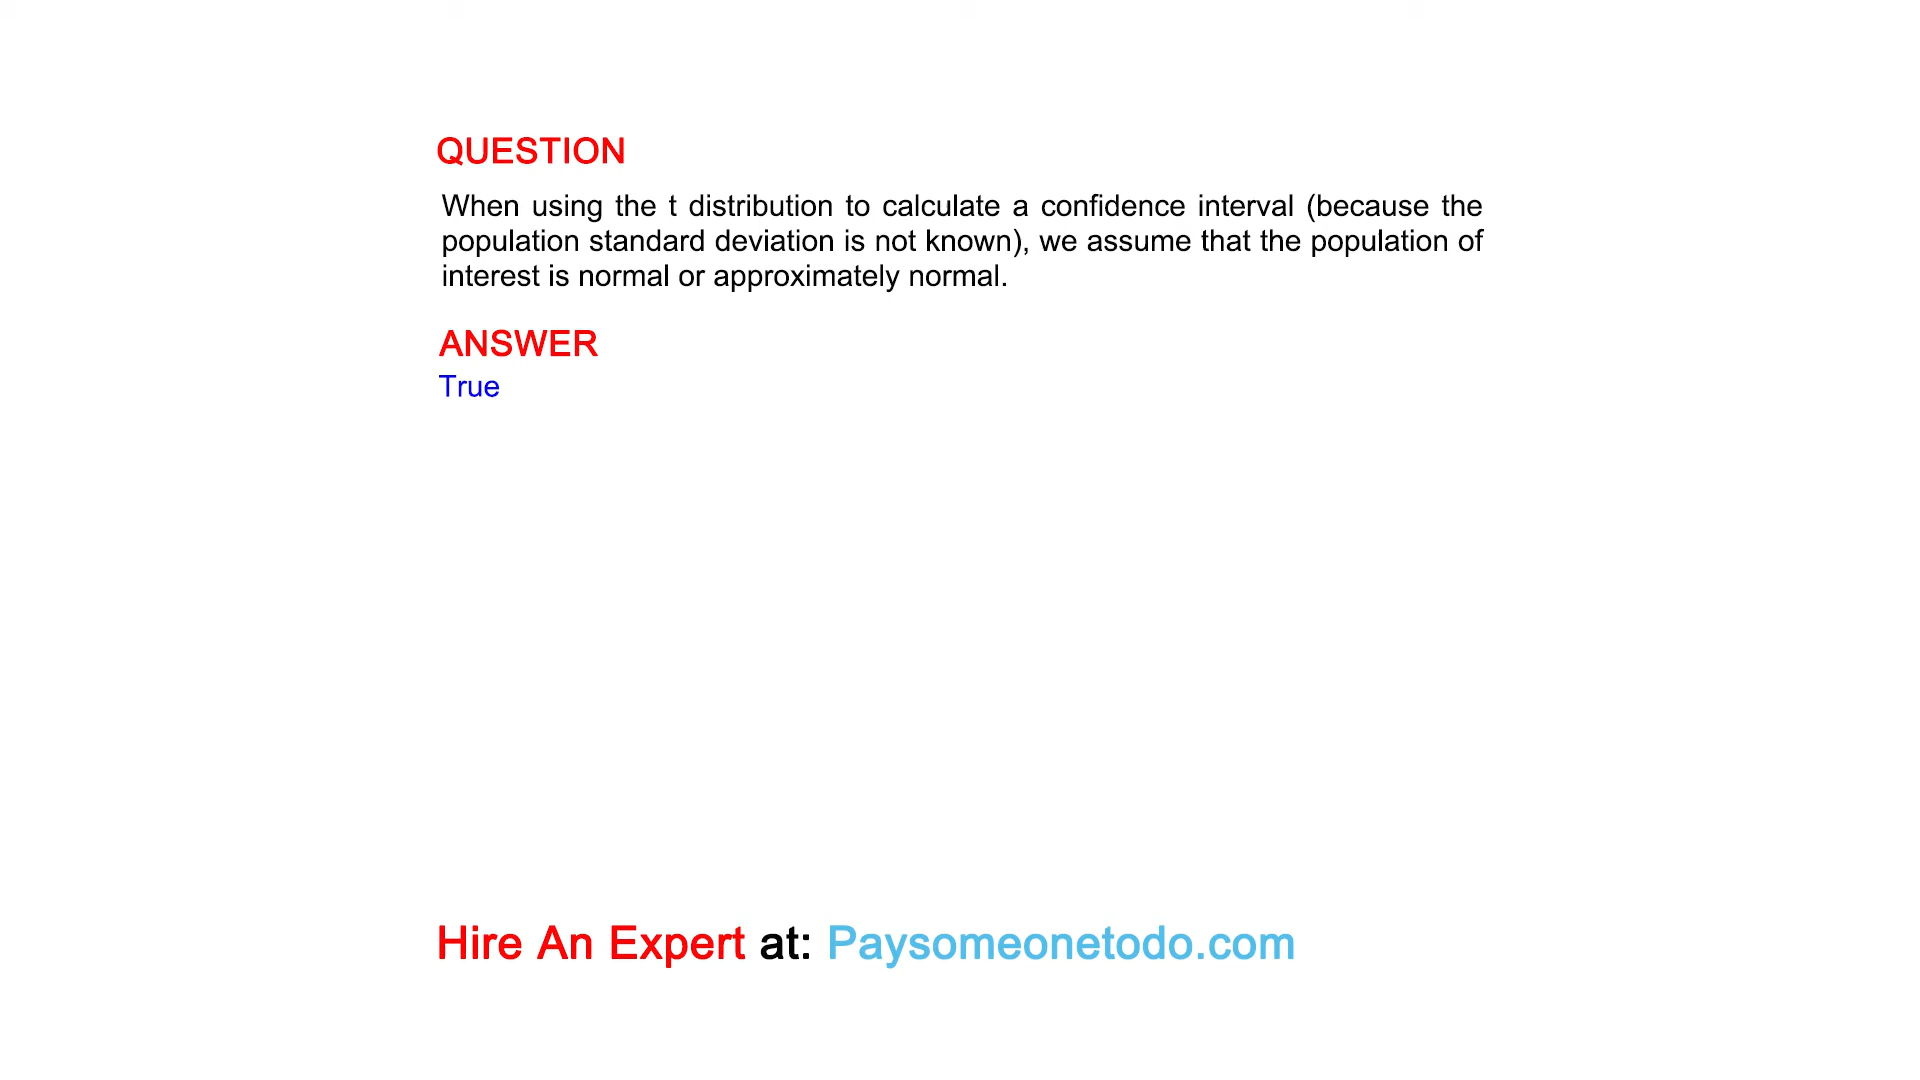 QUESTION
When using the t distribution to calculate a confidence interval (because the
population standard deviation is not known), we assume that the population of
interest is normal or approximately normal.
ANSWER
True
Hire An Expert at: Paysomeonetodo.com